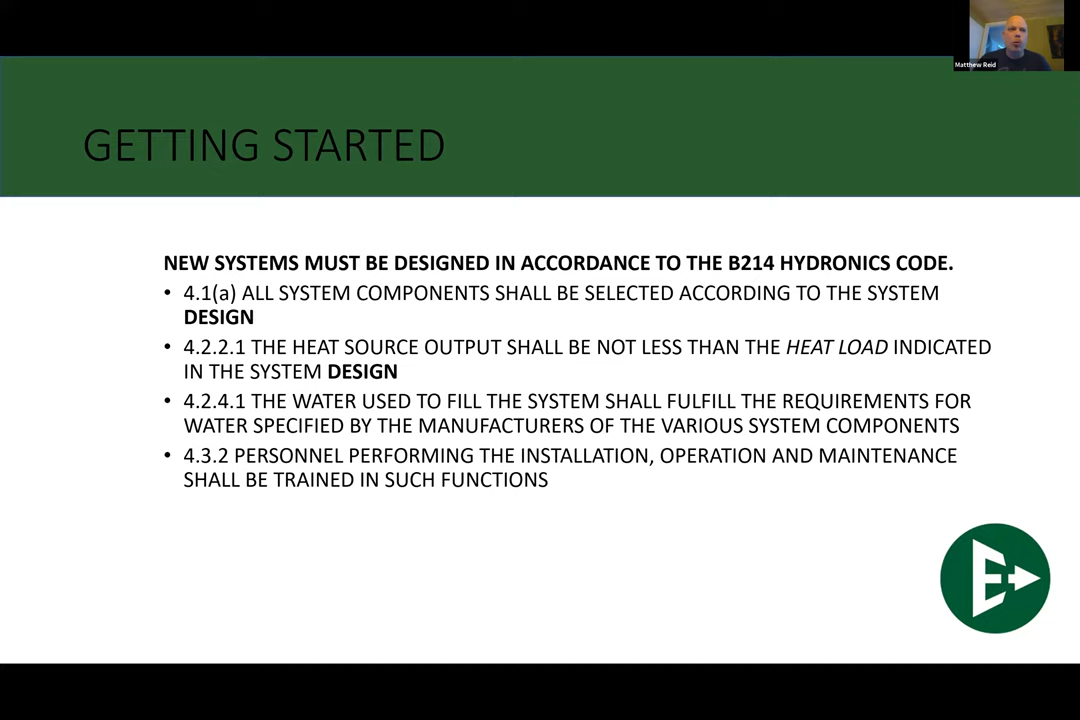 Matthew Reid
GETTING STARTED
NEW SYSTEMS MUST BE DESIGNED IN ACCORDANCE TO THE B214 HYDRONICS CODE.
• 4.1(a) ALL SYSTEM COMPONENTS SHALL BE SELECTED ACCORDING TO THE SYSTEM
DESIGN
• 4.2.2.1 THE HEAT SOURCE OUTPUT SHALL BE NOT LESS THAN THE HEAT LOAD INDICATED
IN THE SYSTEM DESIGN
• 4.2.4.1 THE WATER USED TO FILL THE SYSTEM SHALL FULFILL THE REQUIREMENTS FOR
WATER SPECIFIED BY THE MANUFACTURERS OF THE VARIOUS SYSTEM COMPONENTS
• 4.3.2 PERSONNEL PERFORMING THE INSTALLATION, OPERATION AND MAINTENANCE
SHALL BE TRAINED IN SUCH FUNCTIONS
E